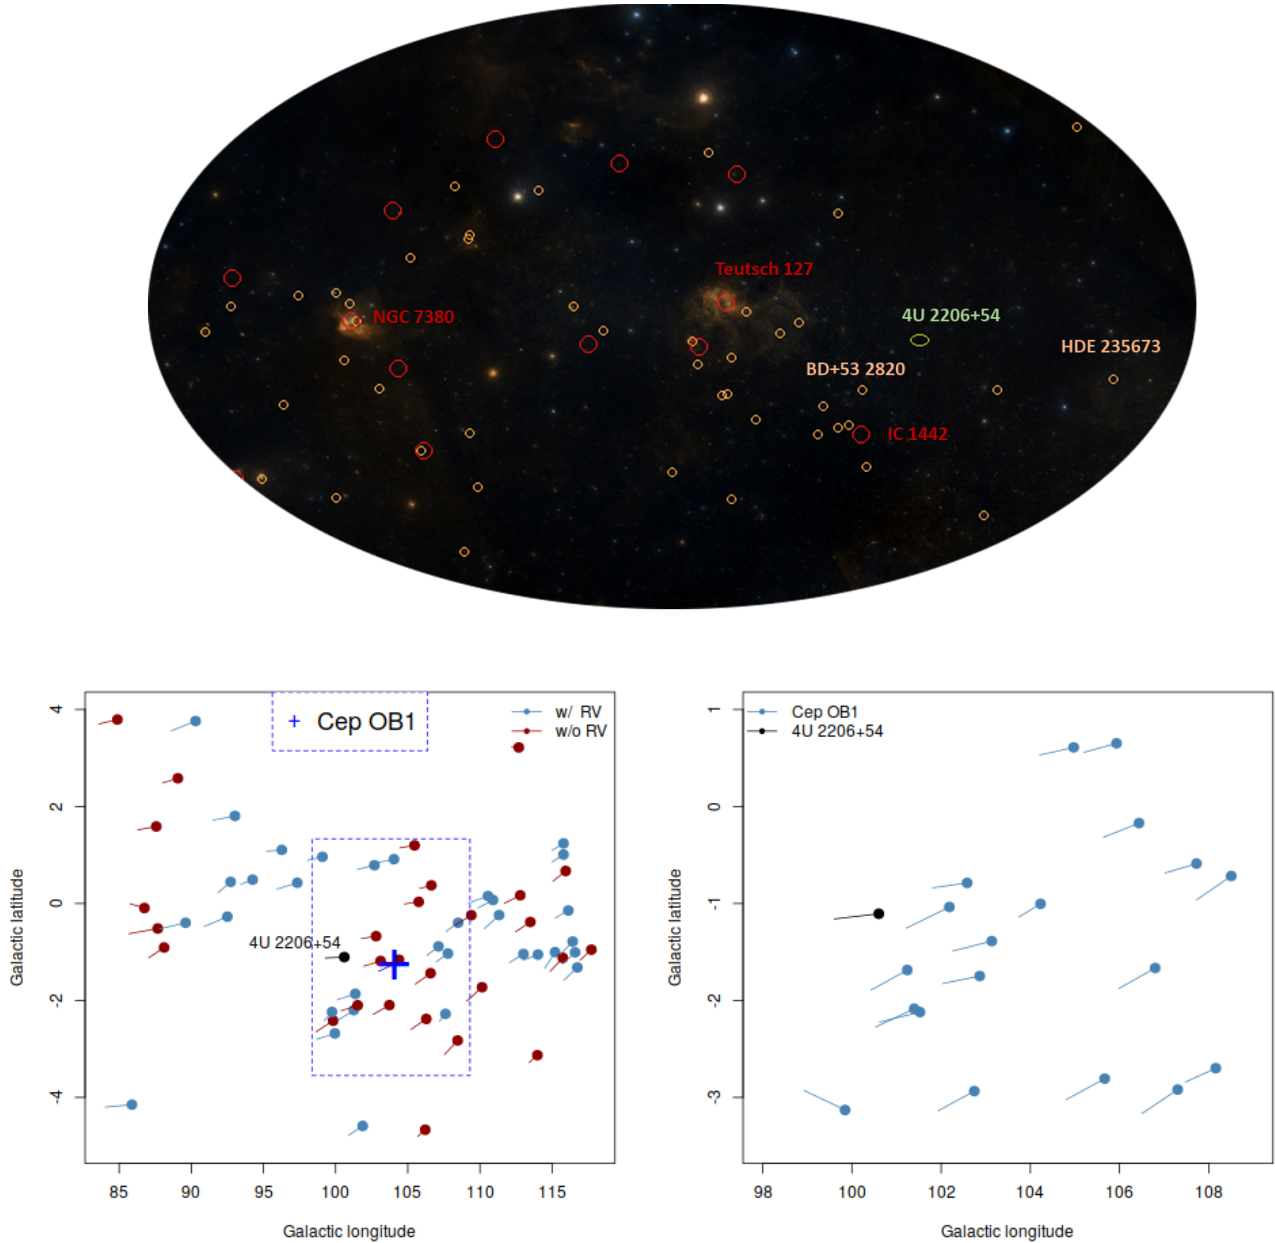 Teutsch 127
NGC 7380
4U 2206+54
HDE 235673
BD+53 2820
IC 1442
4
2
0
-2
-4
Galactic latitude
+ Cep OB1
w/ RV
w/o RV
4U 2206+54
85
90
95
100
105
110
115
Galactic longitude
1
0
-1
-2
-3
Galactic latitude
Cep OB1
4U 2206+54
98
100
102
104
106
108
Galactic longitude